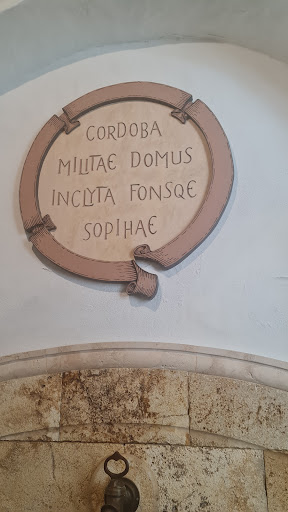 CORDOBA
MILITAE DOMUS
INCLYTA FONSQE
SOPIHAE